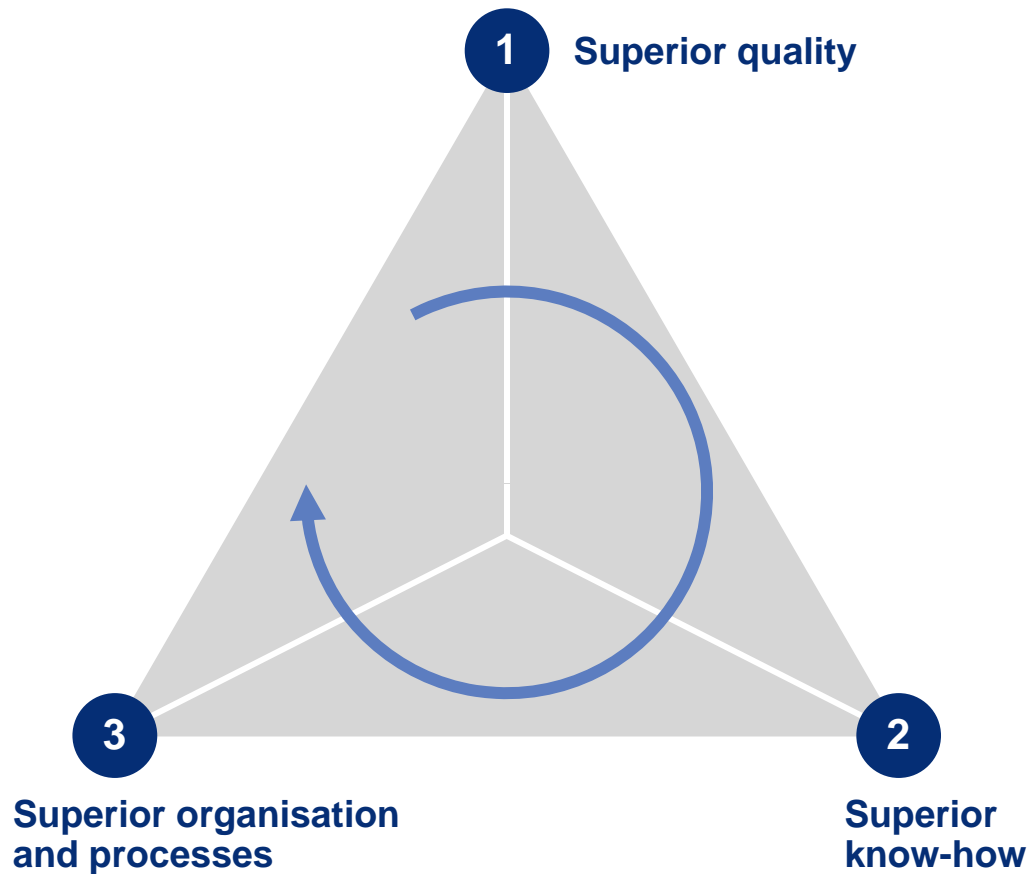 1
Superior quality
3
2
Superior organisation
and processes
Superior
know-how